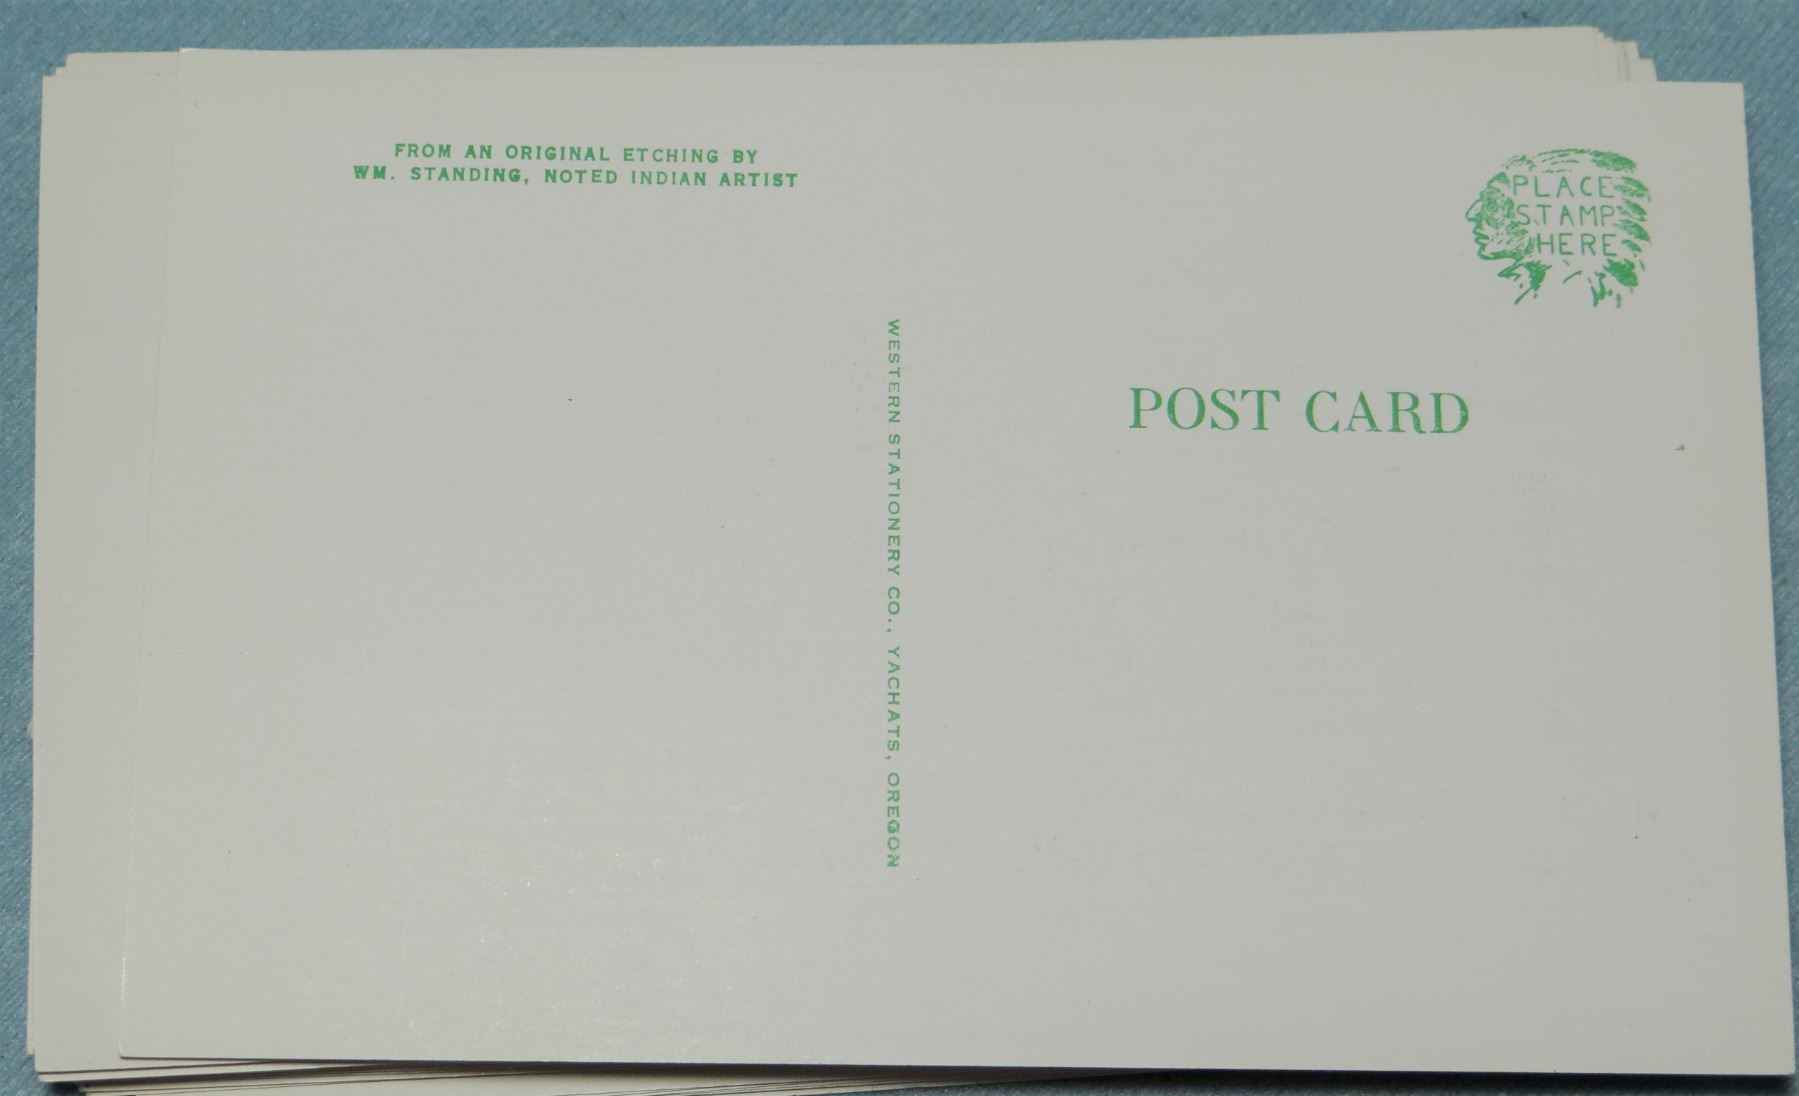 FROM AN ORIGINAL ETCHING BY
WM. STANDING, NOTED INDIAN ARTIST
PLACE
STAMP
HERE
POST CARD
WESTERN STATIONERY CO., YACHATS, OREGON